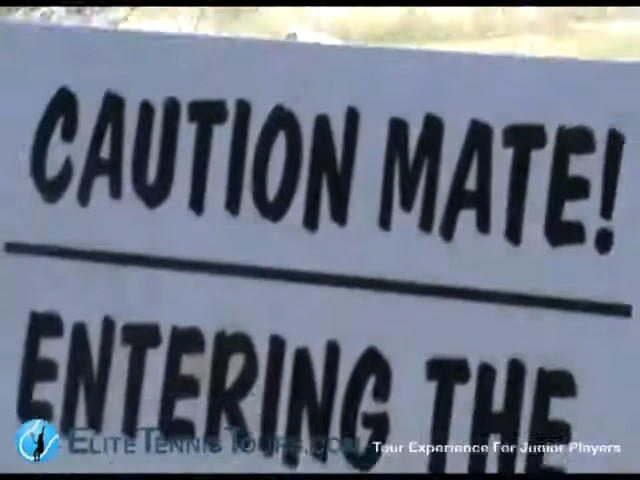 CAUTION MATE!
ENTERING THE
ELITETENNISTOURS.COM Tour Experience For Junior Players